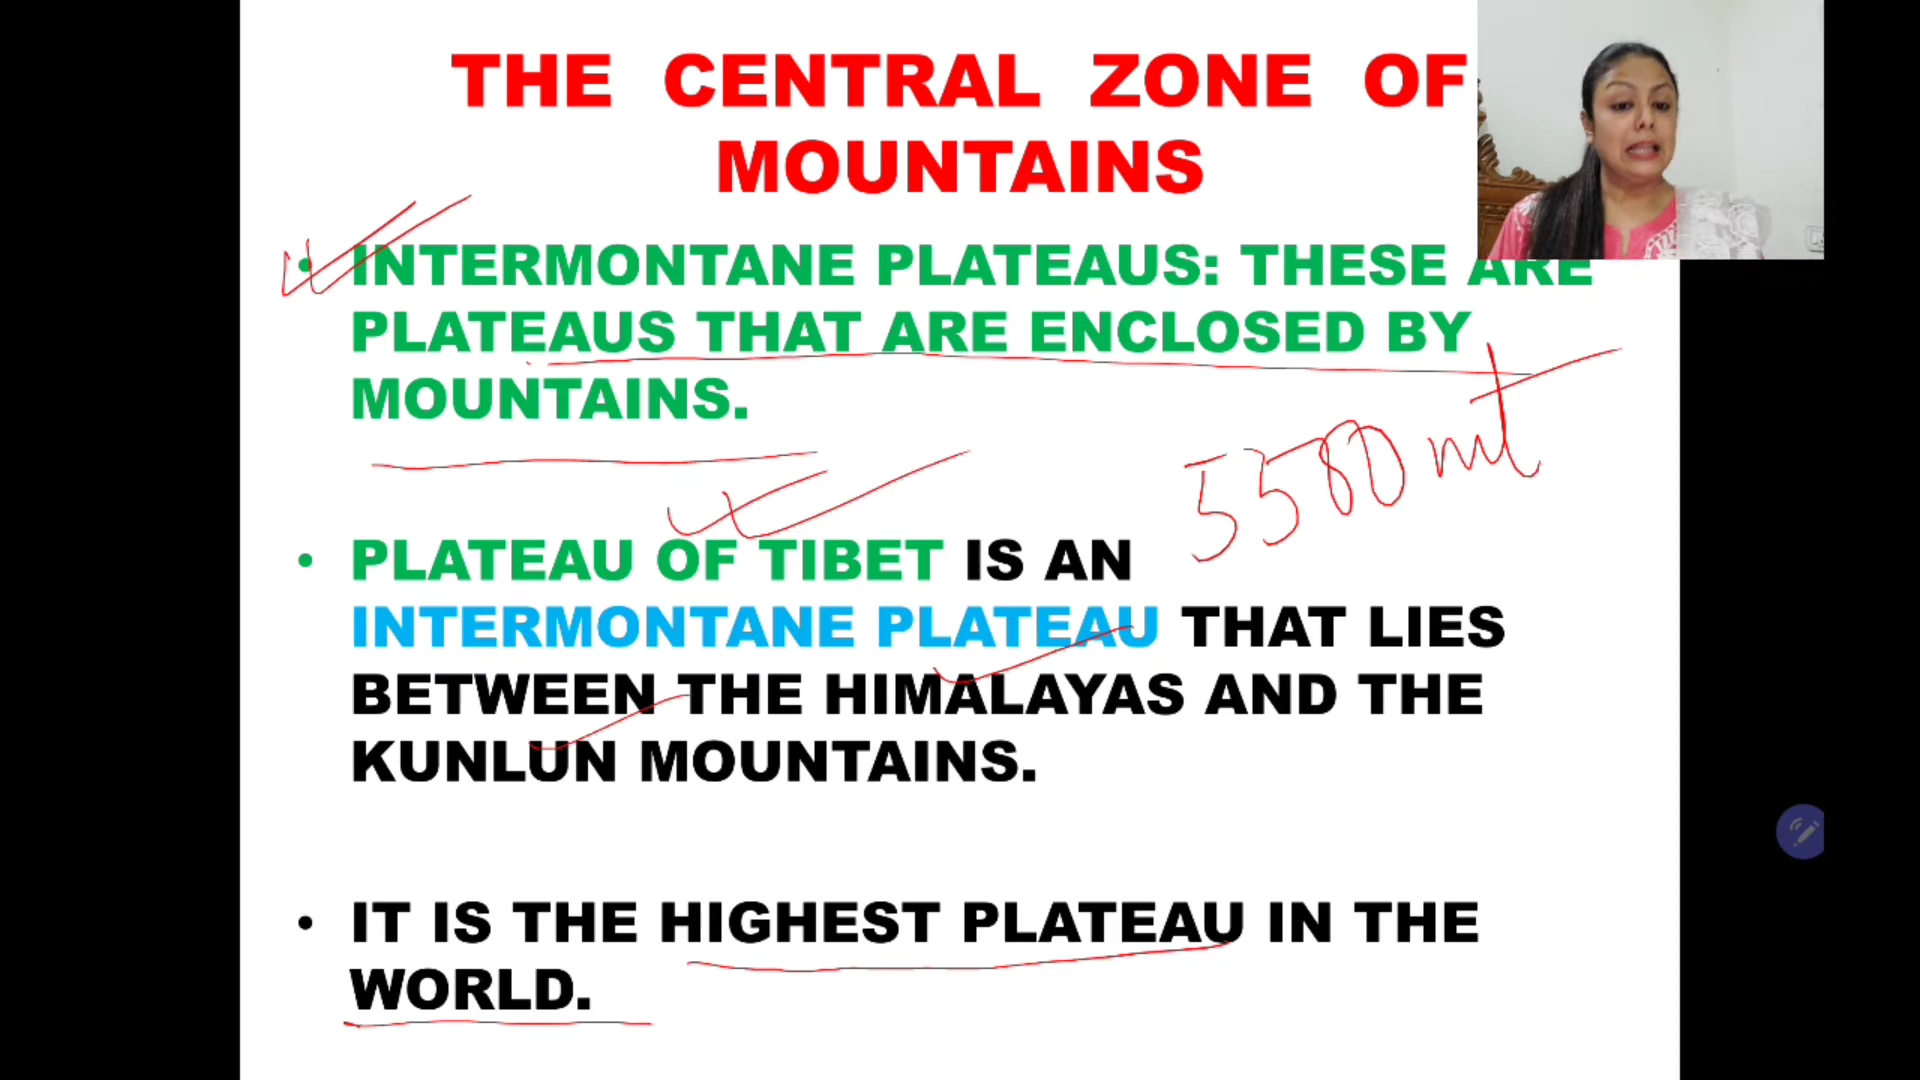 THE CENTRAL ZONE OF
MOUNTAINS
• INTERMONTANE PLATEAUS: THESE ARE
PLATEAUS THAT ARE ENCLOSED BY
MOUNTAINS.
5580 mt
• PLATEAU OF TIBET IS AN
INTERMONTANE PLATEAU THAT LIES
BETWEEN THE HIMALAYAS AND THE
KUNLUN MOUNTAINS.
• IT IS THE HIGHEST PLATEAU IN THE
WORLD.